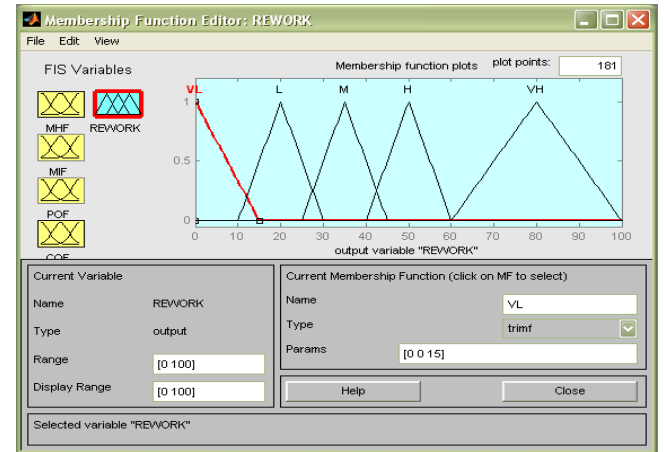 Membership Function Editor: REWORK
File Edit View
FIS Variables
MHF REWORK
MIF
POF
COF
Membership function plots plot points: 181
VL L M H VH
1
0.5
0
0 10 20 30 40 50 60 70 80 90 100
output variable "REWORK"
Current Variable
Name REWORK
Type output
Range [0 100]
Display Range [0 100]
Current Membership Function (click on MF to select)
Name VL
Type trimf
Params [0 0 15]
Help Close
Selected variable "REWORK"